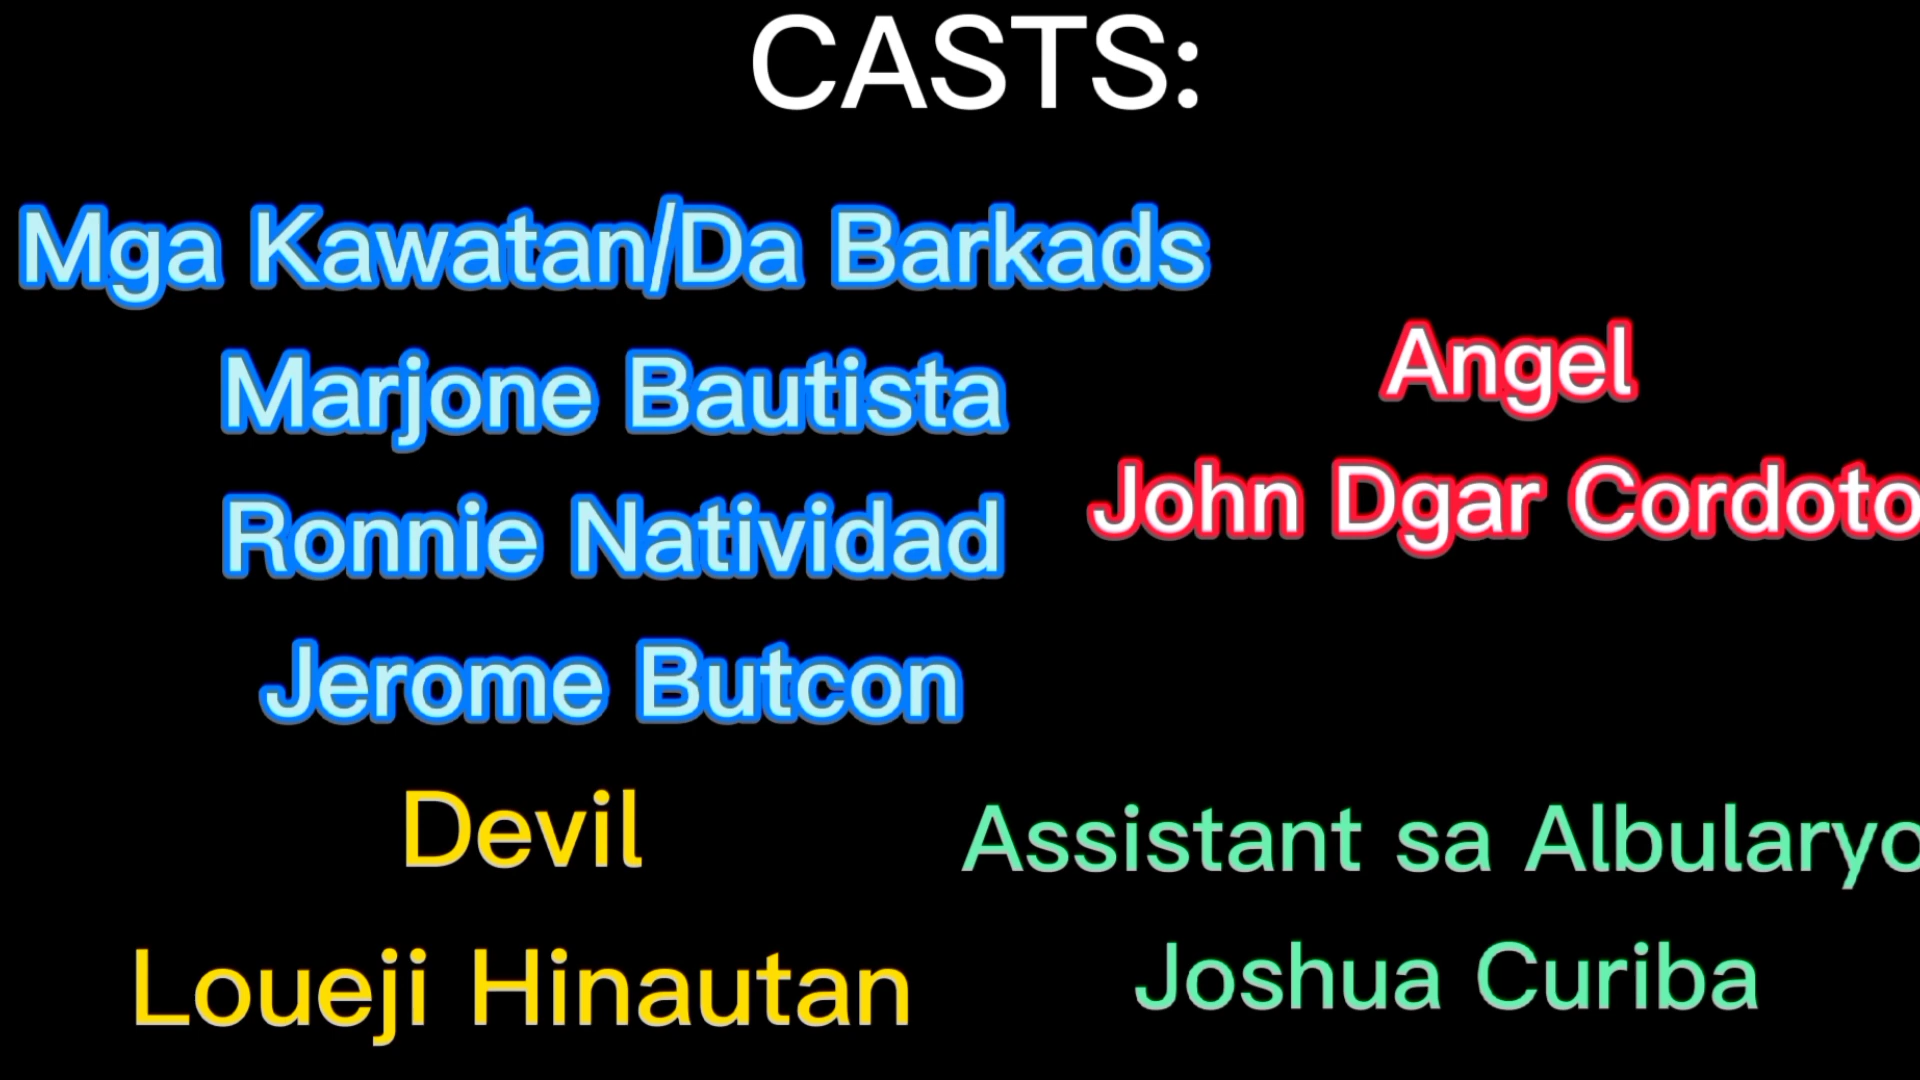 CASTS:
Mga Kawatan/Da Barkads
Marjone Bautista
Ronnie Natividad
Jerome Butcon
Angel
John Dgar Cordoto
Devil
Loueji Hinautan
Assistant sa Albularyo
Joshua Curiba